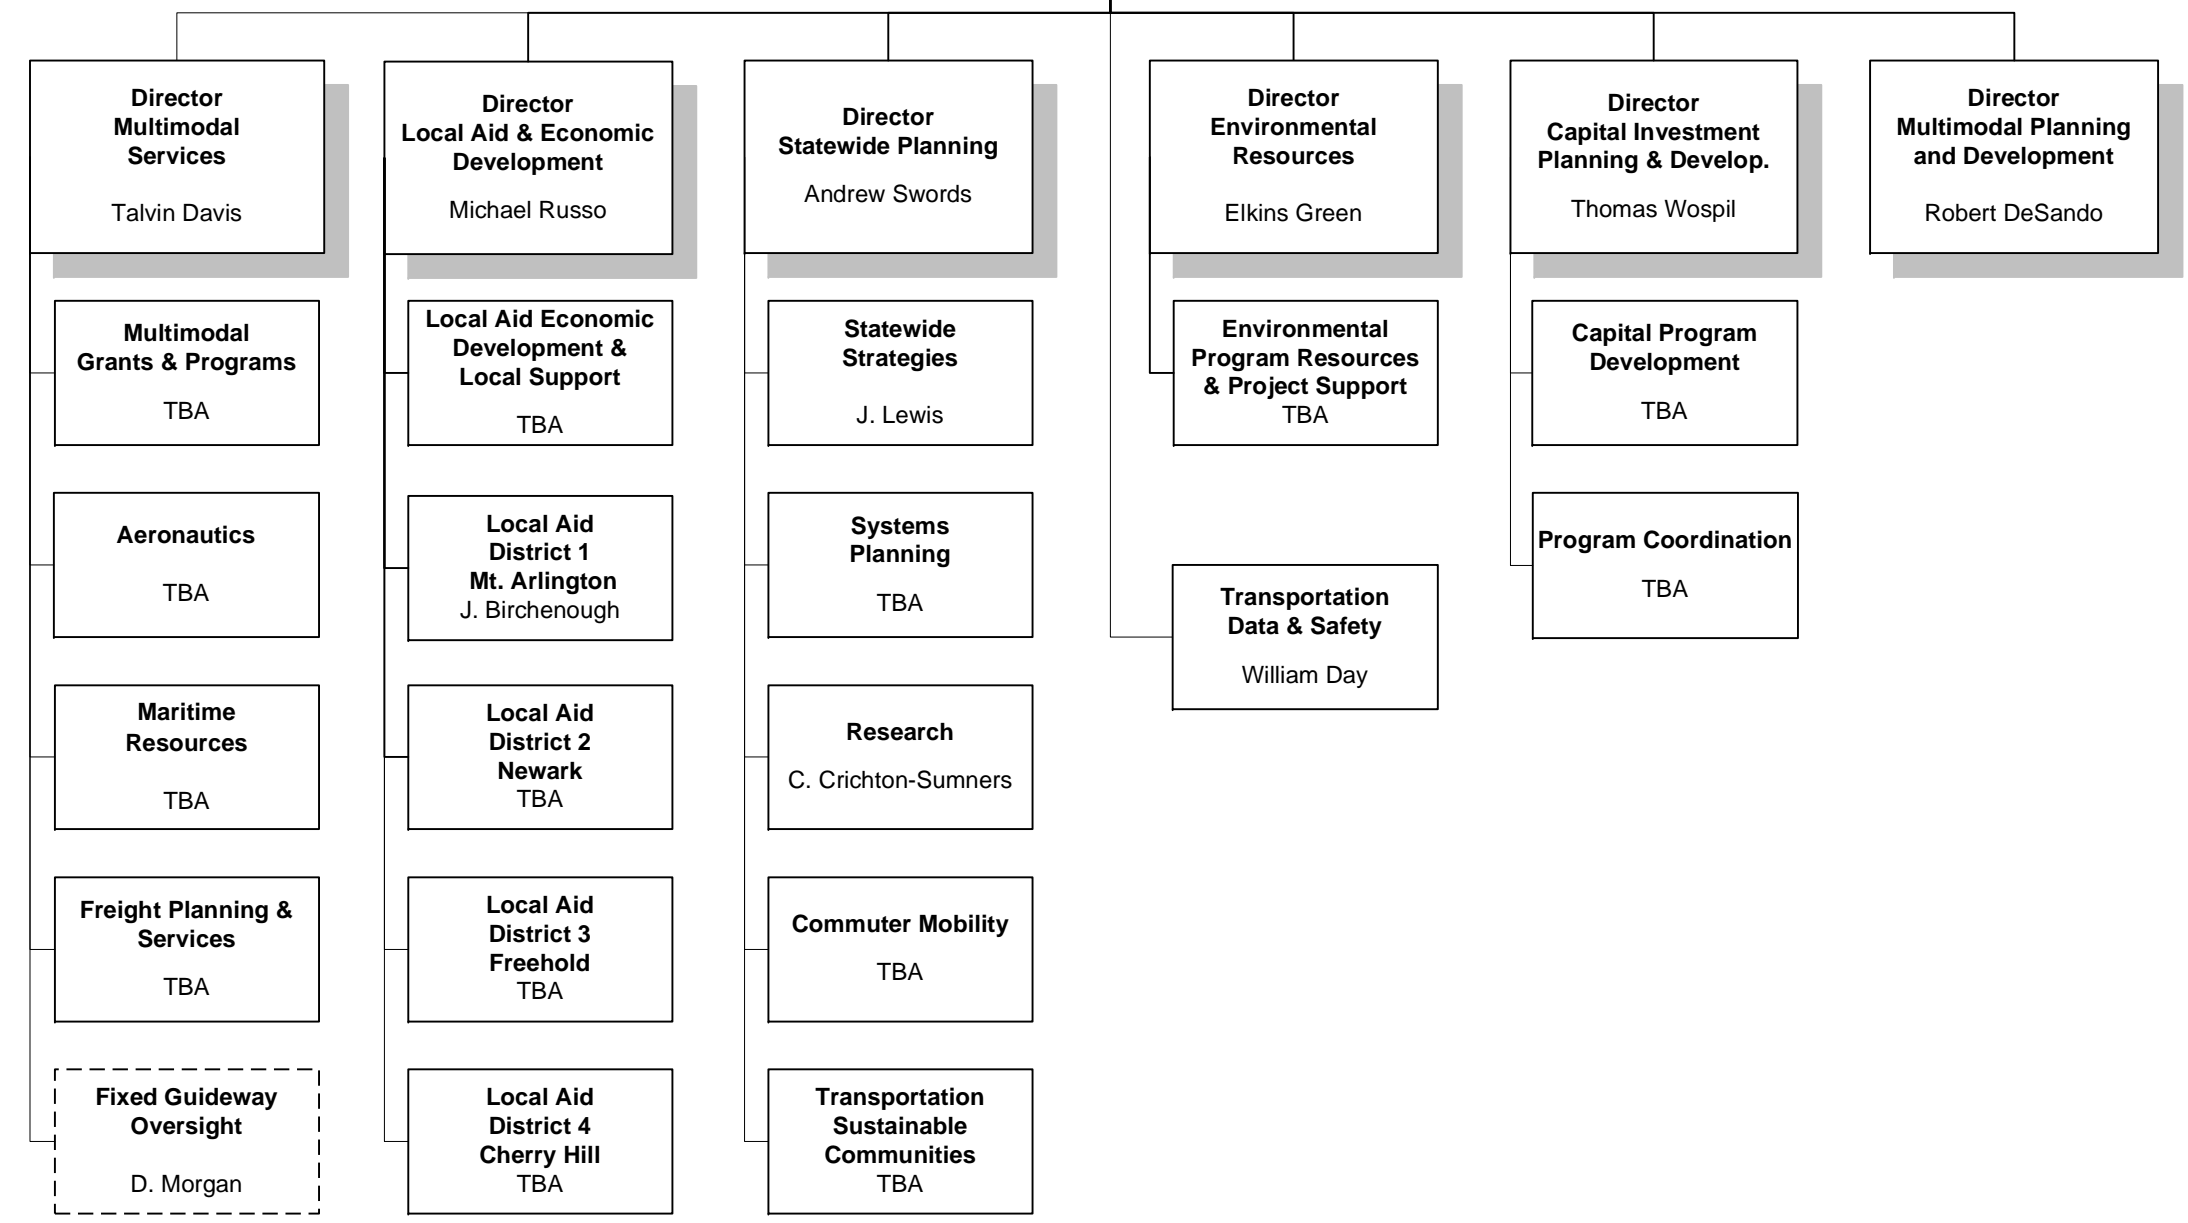 Director
Multimodal
Services
Talvin Davis
Director
Local Aid & Economic
Development
Michael Russo
Director
Statewide Planning
Andrew Swords
Director
Environmental
Resources
Elkins Green
Director
Capital Investment
Planning & Develop.
Thomas Wospil
Director
Multimodal Planning
and Development
Robert DeSando
Multimodal
Grants & Programs
TBA
Local Aid Economic
Development &
Local Support
TBA
Statewide
Strategies
J. Lewis
Environmental
Program Resources
& Project Support
TBA
Capital Program
Development
TBA
Aeronautics
TBA
Local Aid
District 1
Mt. Arlington
J. Birchenough
Systems
Planning
TBA
Transportation
Data & Safety
William Day
Program Coordination
TBA
Maritime
Resources
TBA
Local Aid
District 2
Newark
TBA
Research
C. Crichton-Sumners
Freight Planning &
Services
TBA
Local Aid
District 3
Freehold
TBA
Commuter Mobility
TBA
Fixed Guideway
Oversight
D. Morgan
Local Aid
District 4
Cherry Hill
TBA
Transportation
Sustainable
Communities
TBA